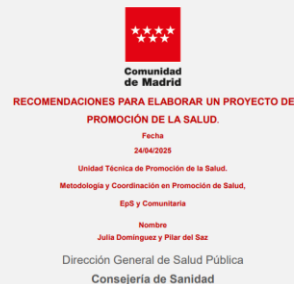 Comunidad
de Madrid
RECOMENDACIONES PARA ELABORAR UN PROYECTO DE
PROMOCIÓN DE LA SALUD.
Fecha
24/04/2025
Unidad Técnica de Promoción de la Salud.
Metodología y Coordinación en Promoción de Salud,
EpS y Comunitaria
Nombre
Julia Domínguez y Pilar del Saz
Dirección General de Salud Pública
Consejería de Sanidad